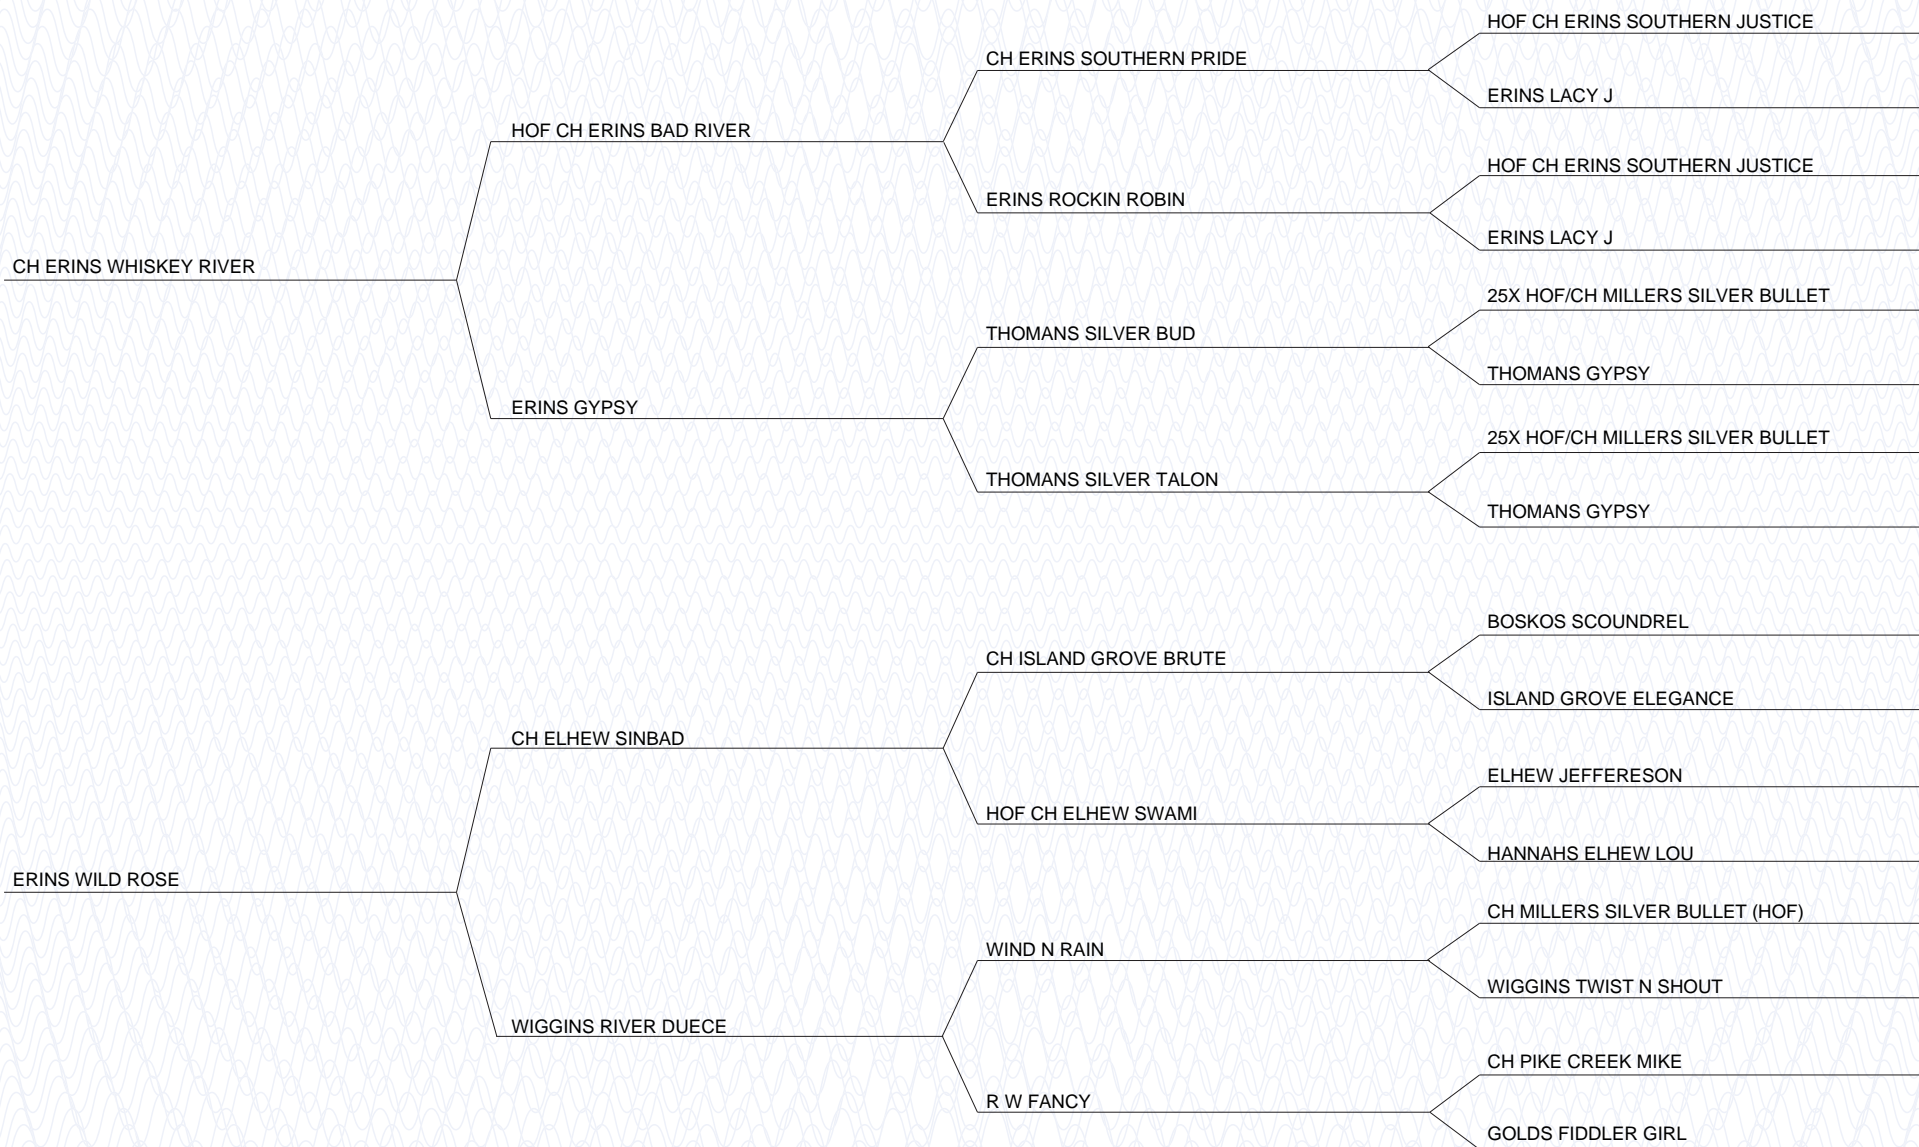 HOF CH ERINS SOUTHERN JUSTICE
CH ERINS SOUTHERN PRIDE
ERINS LACY J
HOF CH ERINS BAD RIVER
HOF CH ERINS SOUTHERN JUSTICE
ERINS ROCKIN ROBIN
ERINS LACY J
CH ERINS WHISKEY RIVER
25X HOF/CH MILLERS SILVER BULLET
THOMANS SILVER BUD
THOMANS GYPSY
ERINS GYPSY
25X HOF/CH MILLERS SILVER BULLET
THOMANS SILVER TALON
THOMANS GYPSY
BOSKOS SCOUNDREL
CH ISLAND GROVE BRUTE
ISLAND GROVE ELEGANCE
CH ELHEW SINBAD
ELHEW JEFFERESON
HOF CH ELHEW SWAMI
HANNAHS ELHEW LOU
ERINS WILD ROSE
CH MILLERS SILVER BULLET (HOF)
WIND N RAIN
WIGGINS TWIST N SHOUT
WIGGINS RIVER DUECE
CH PIKE CREEK MIKE
R W FANCY
GOLDS FIDDLER GIRL